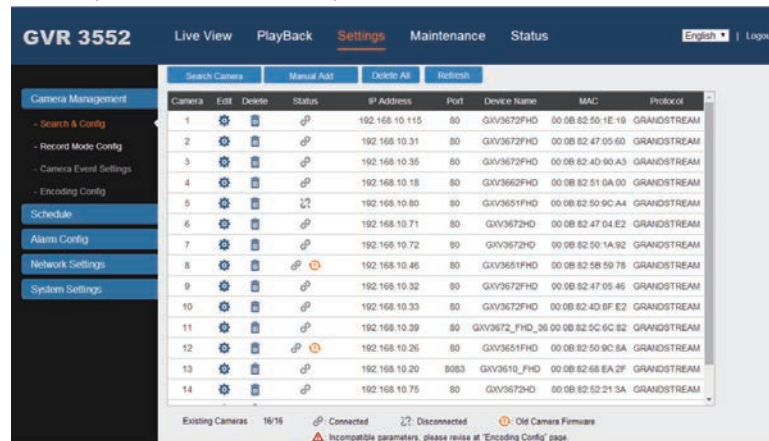 GVR 3552 Live View PlayBack Settings Maintenance Status English | Logou
Search Camera Manual Add Delete All Refresh
Camera Management
- Search & Config
- Record Mode Config
- Camera Event Settings
- Encoding Config
Schedule
Alarm Config
Network Settings
System Settings
Camera Edit Delete Status IP Address Port Device Name MAC Protocol
1 192.168.10.115 80 GXV3672FHD 00:0B:82:50:1E:19 GRANDSTREAM
2 192.168.10.31 80 GXV3672FHD 00:0B:82:47:05:60 GRANDSTREAM
3 192.168.10.35 80 GXV3672FHD 00:0B:82:4D:90:A3 GRANDSTREAM
4 192.168.10.18 80 GXV3662FHD 00:0B:82:51:0A:00 GRANDSTREAM
5 192.168.10.80 80 GXV3651FHD 00:0B:82:50:9C:A4 GRANDSTREAM
6 192.168.10.71 80 GXV3672HD 00:0B:82:47:04:E2 GRANDSTREAM
7 192.168.10.72 80 GXV3672HD 00:0B:82:50:1A:92 GRANDSTREAM
8 192.168.10.46 80 GXV3651FHD 00:0B:82:5B:59:78 GRANDSTREAM
9 192.168.10.32 80 GXV3672FHD 00:0B:82:47:05:46 GRANDSTREAM
10 192.168.10.33 80 GXV3672FHD 00:0B:82:4D:8F:E2 GRANDSTREAM
11 192.168.10.39 80 GXV3672_FHD_36 00:0B:82:5C:6C:82 GRANDSTREAM
12 192.168.10.26 80 GXV3651FHD 00:0B:82:50:9C:8A GRANDSTREAM
13 192.168.10.20 8083 GXV3610_FHD 00:0B:82:68:EA:2F GRANDSTREAM
14 192.168.10.75 80 GXV3672HD 00:0B:82:52:21:3A GRANDSTREAM
Existing Cameras 16/16 : Connected : Disconnected : Old Camera Firmware
: Incompatible parameters, please revise at "Encoding Config" page.